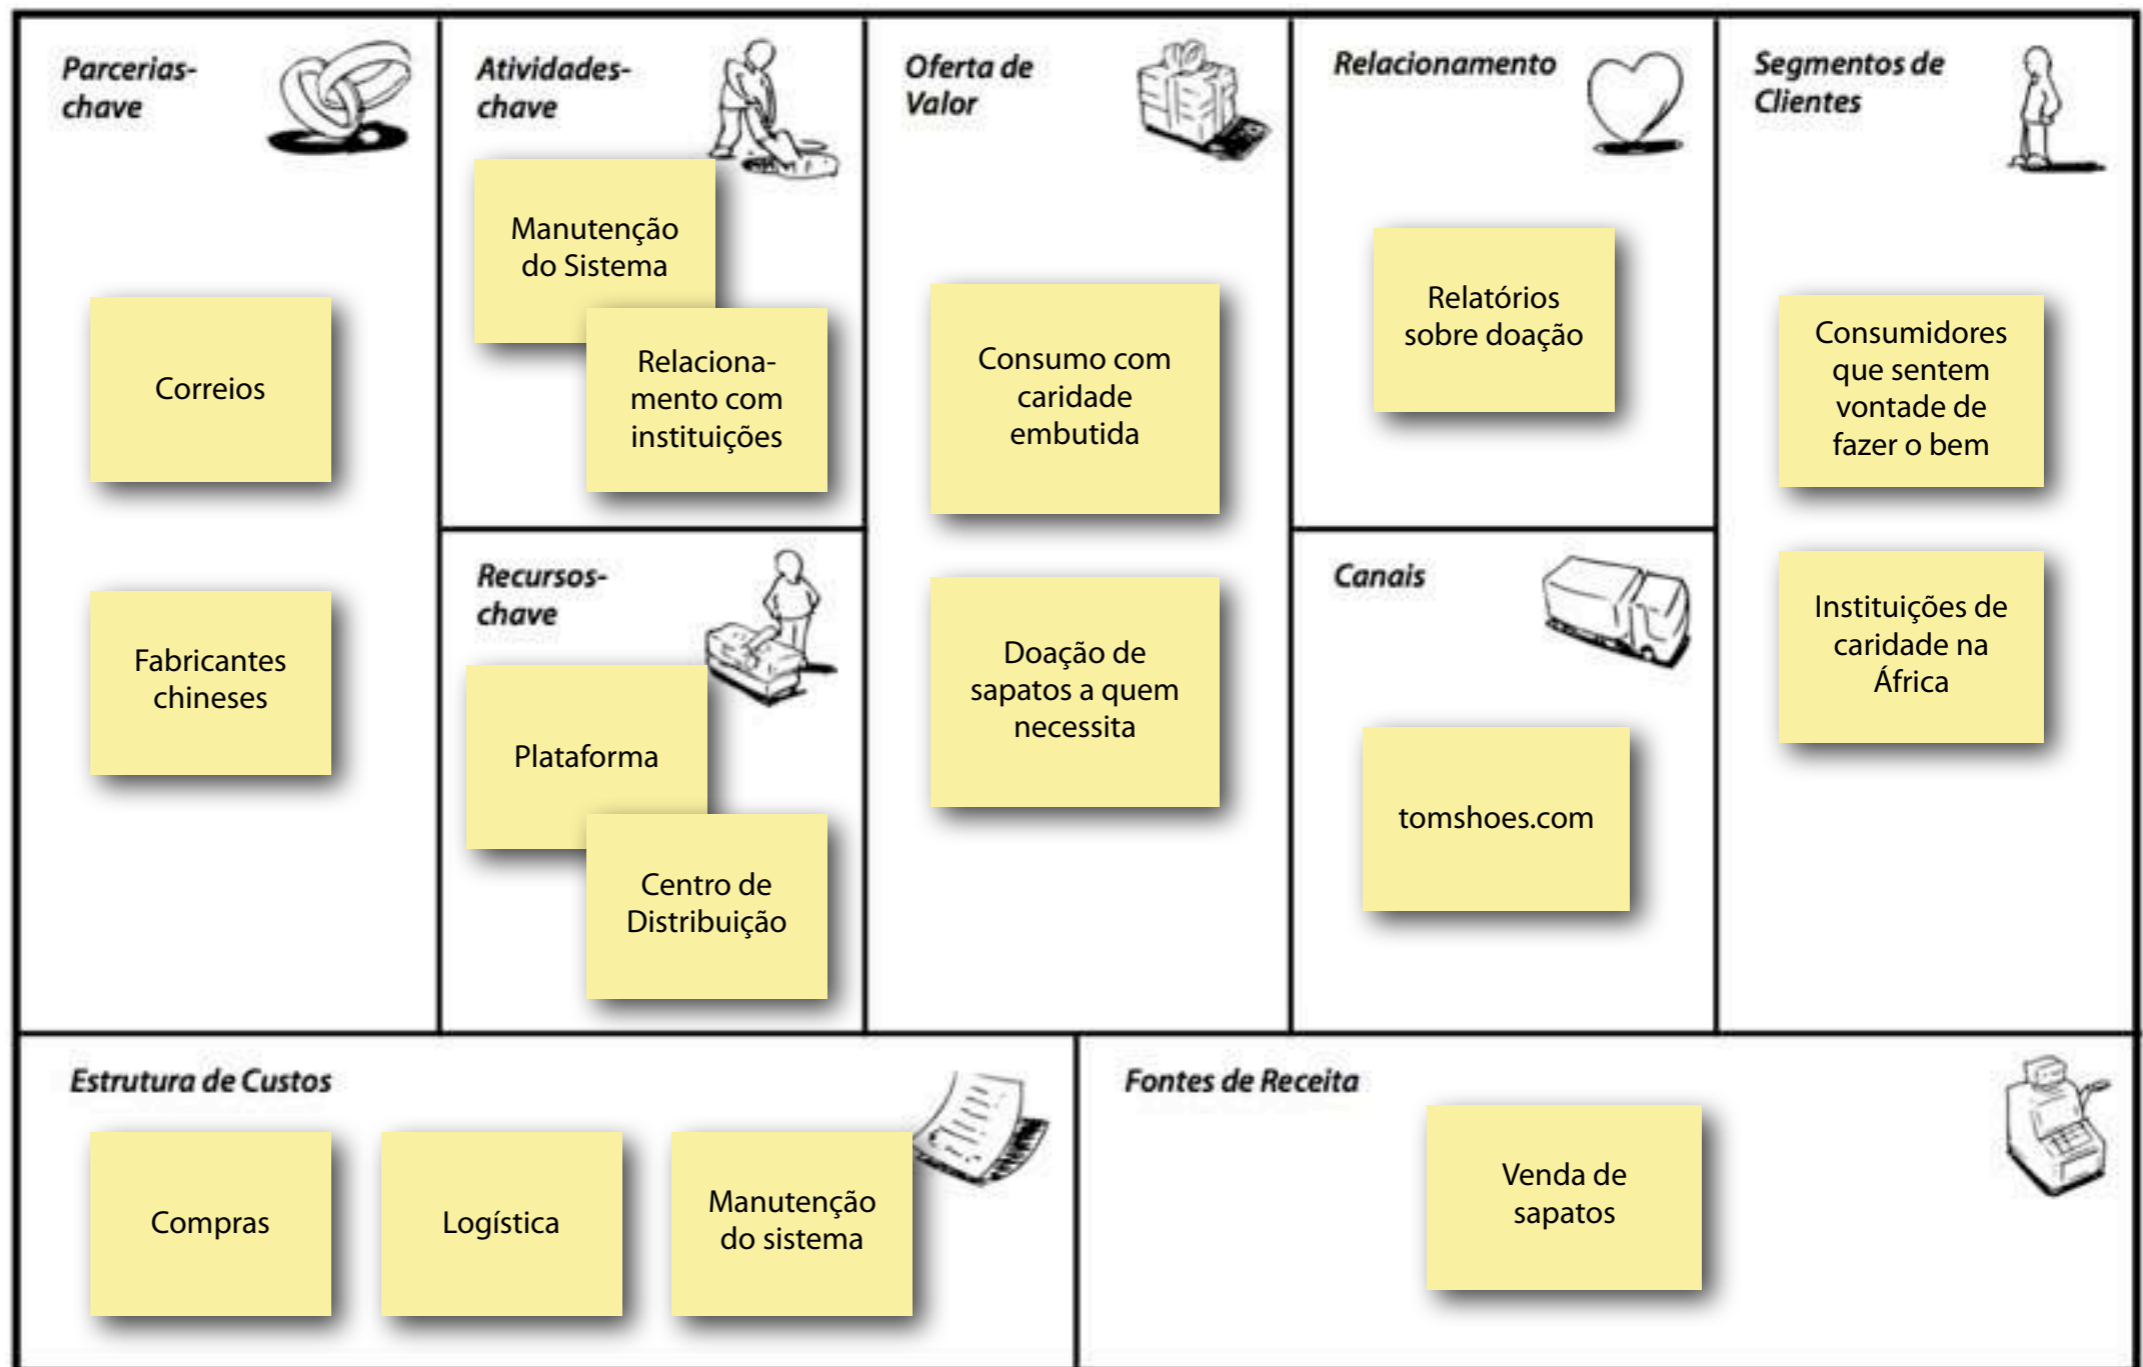 Parcerias-
chave
Correios
Fabricantes
chineses
Atividades-
chave
Manutenção
do Sistema
Relaciona-
mento com
instituições
Recursos-
chave
Plataforma
Centro de
Distribuição
Oferta de
Valor
Consumo com
caridade
embutida
Doação de
sapatos a quem
necessita
Relacionamento
Relatórios
sobre doação
Canais
tomshoes.com
Segmentos de
Clientes
Consumidores
que sentem
vontade de
fazer o bem
Instituições de
caridade na
África
Estrutura de Custos
Compras
Logística
Manutenção
do sistema
Fontes de Receita
Venda de
sapatos